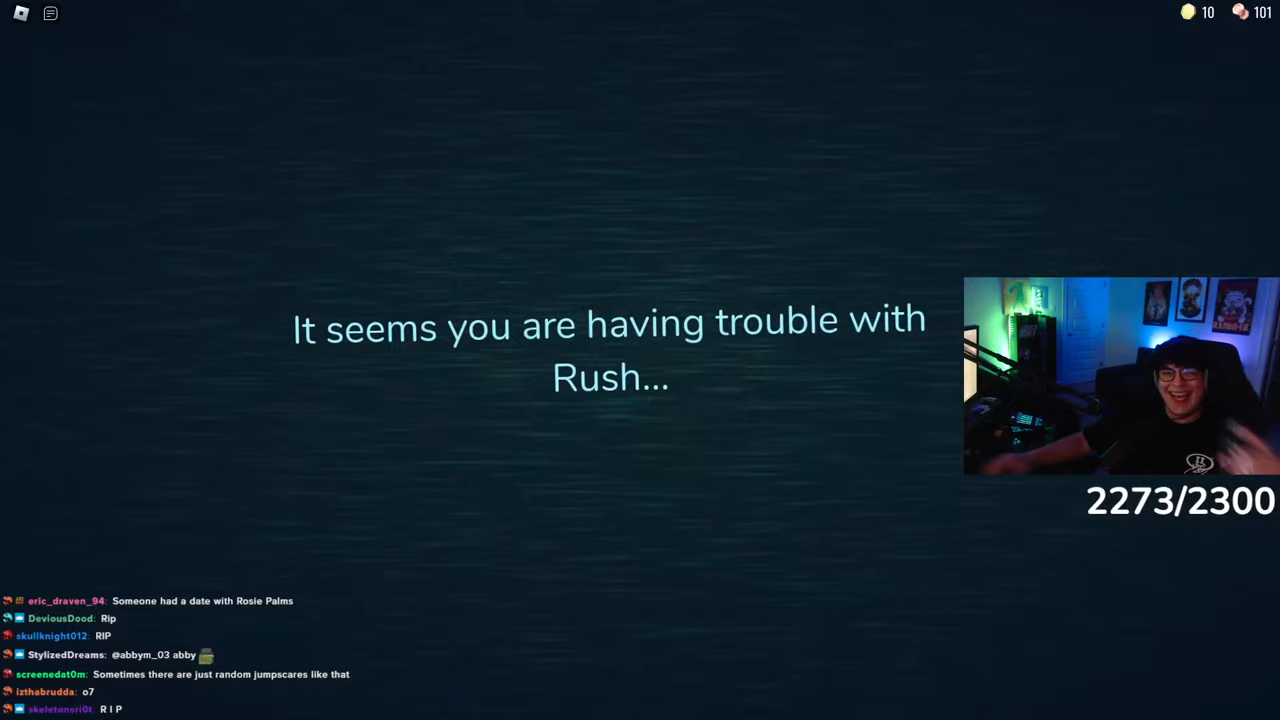 10 101
It seems you are having trouble with
Rush...
2273/2300
eric_draven_94: Someone had a date with Rosie Palms
DeviousDood: Rip
skullknight012: RIP
StylizedDreams: @abbym_03 abby
screenedat0m: Sometimes there are just random jumpscares like that
izthabrudda: o7
skeletonsri0t: R I P